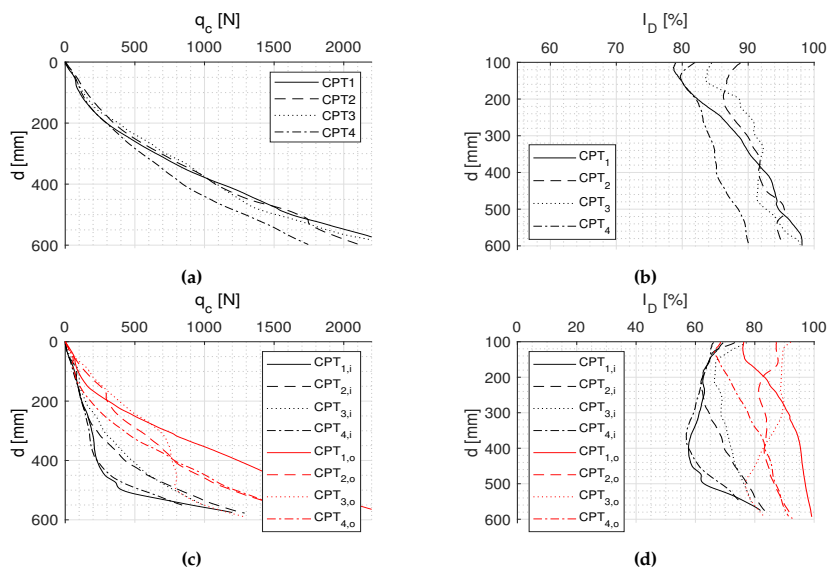 q_c [N]
0 500 1000 1500 2000
0
200
400
600
d [mm]
CPT1
CPT2
CPT3
CPT4
(a)
I_D [%]
60 70 80 90 100
100
200
300
400
500
600
d [mm]
CPT_1
CPT_2
CPT_3
CPT_4
(b)
q_c [N]
0 500 1000 1500 2000
0
200
400
600
d [mm]
CPT_1,i
CPT_2,i
CPT_3,i
CPT_4,i
CPT_1,o
CPT_2,o
CPT_3,o
CPT_4,o
(c)
I_D [%]
0 20 40 60 80 100
100
200
300
400
500
600
d [mm]
CPT_1,i
CPT_2,i
CPT_3,i
CPT_4,i
CPT_1,o
CPT_2,o
CPT_3,o
CPT_4,o
(d)